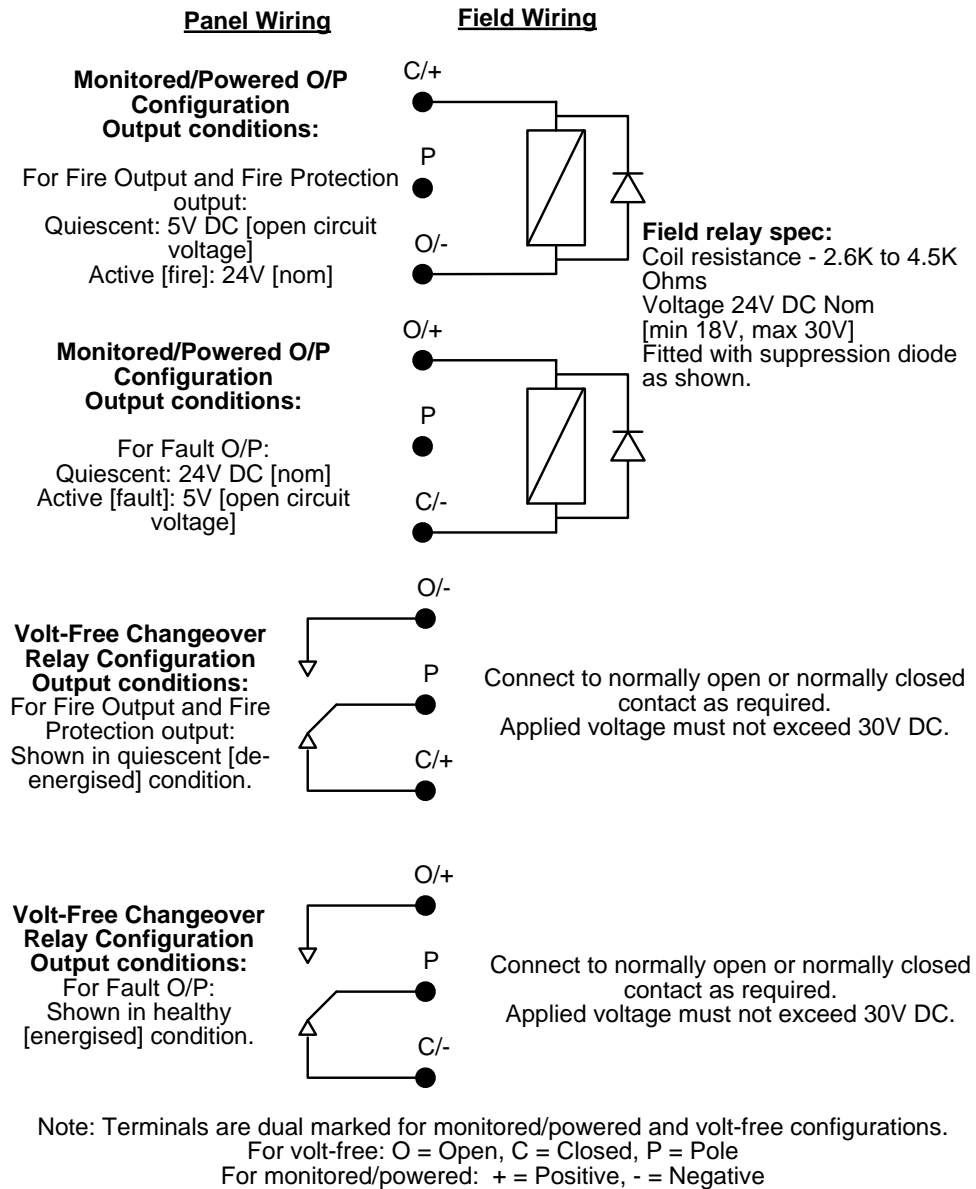 Panel Wiring
Field Wiring
Monitored/Powered O/P
Configuration
Output conditions:
For Fire Output and Fire Protection
output:
Quiescent: 5V DC [open circuit
voltage]
Active [fire]: 24V [nom]
C/+
P
O/-
Field relay spec:
Coil resistance - 2.6K to 4.5K
Ohms
Voltage 24V DC Nom
[min 18V, max 30V]
Fitted with suppression diode
as shown.
Monitored/Powered O/P
Configuration
Output conditions:
For Fault O/P:
Quiescent: 24V DC [nom]
Active [fault]: 5V [open circuit
voltage]
O/+
P
C/-
Volt-Free Changeover
Relay Configuration
Output conditions:
For Fire Output and Fire
Protection output:
Shown in quiescent [de-
energised] condition.
O/-
P
C/+
Connect to normally open or normally closed
contact as required.
Applied voltage must not exceed 30V DC.
Volt-Free Changeover
Relay Configuration
Output conditions:
For Fault O/P:
Shown in healthy
[energised] condition.
O/+
P
C/-
Connect to normally open or normally closed
contact as required.
Applied voltage must not exceed 30V DC.
Note: Terminals are dual marked for monitored/powered and volt-free configurations.
For volt-free: O = Open, C = Closed, P = Pole
For monitored/powered: + = Positive, - = Negative